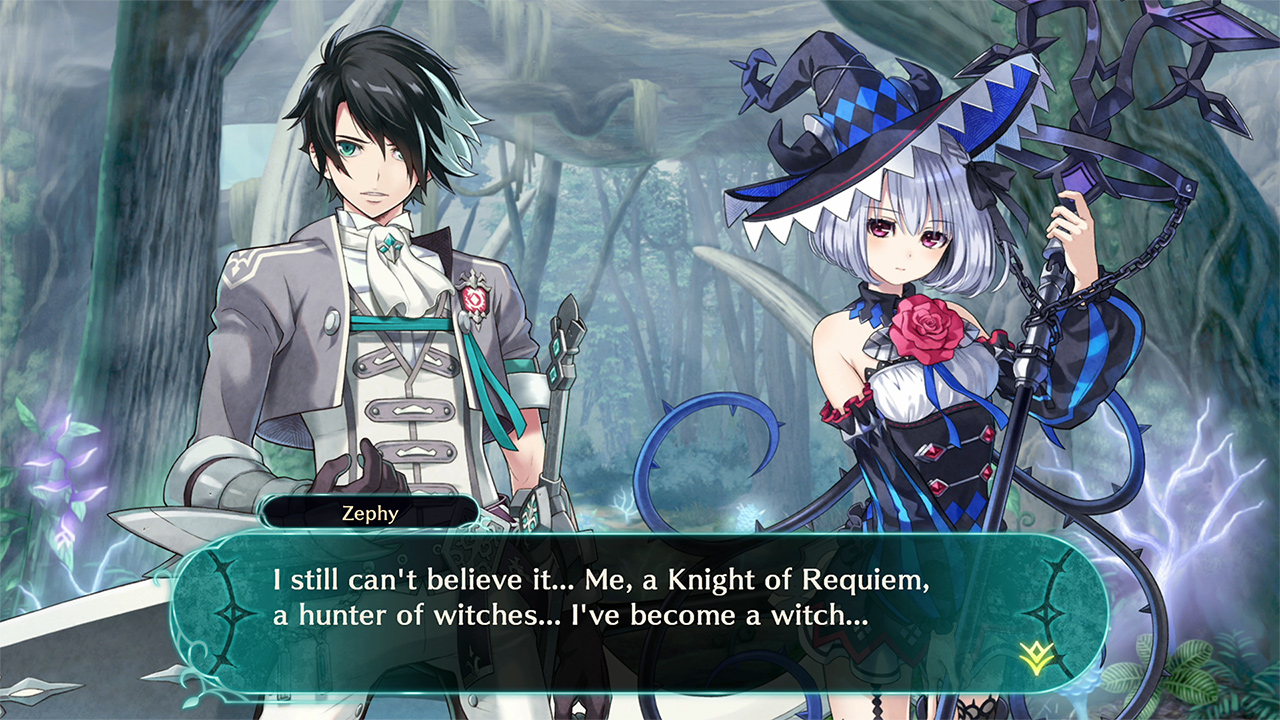 Zephy
I still can't believe it... Me, a Knight of Requiem,
a hunter of witches... I've become a witch...